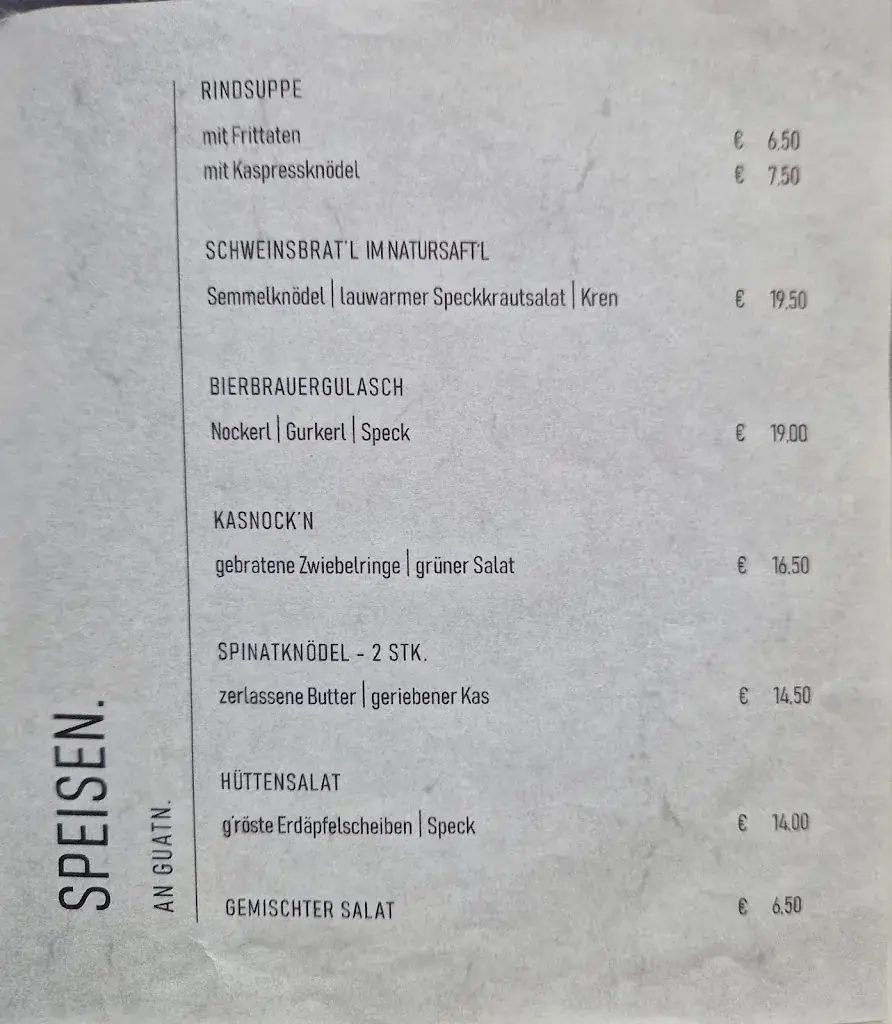 RINDSUPPE
mit Frittaten € 6,50
mit Kaspressknödel € 7,50
SCHWEINSBRAT'L IM NATURSAFT'L
Semmelknödel | lauwarmer Speckkrautsalat | Kren € 19,50
BIERBRAUERGULASCH
Nockerl | Gurkerl | Speck € 19,00
KASNOCK'N
gebratene Zwiebelringe | grüner Salat € 16,50
SPINATKNÖDEL - 2 STK.
zerlassene Butter | geriebener Kas € 14,50
HÜTTENSALAT
g'röste Erdäpfelscheiben | Speck € 14,00
GEMISCHTER SALAT € 6,50
SPEISEN.
AN GUATN.